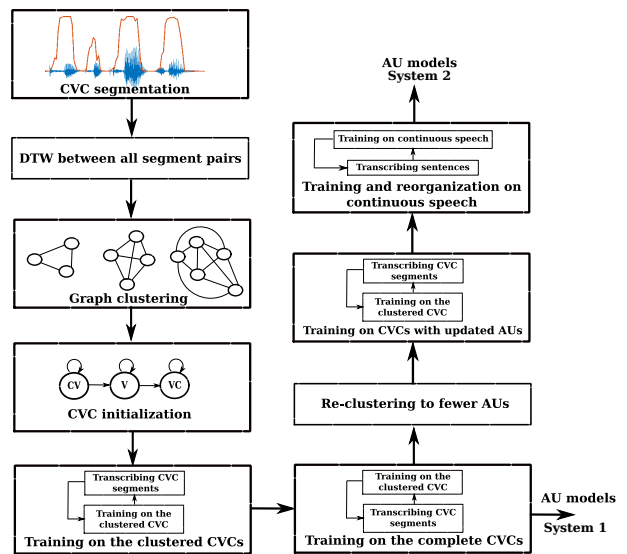 CVC segmentation
DTW between all segment pairs
Graph clustering
CV
V
VC
CVC initialization
Transcribing CVC
segments
Training on the
clustered CVC
Training on the clustered CVCs
Training on the
clustered CVC
Transcribing CVC
segments
Training on the complete CVCs
AU models
System 1
Re-clustering to fewer AUs
Transcribing CVC
segments
Training on the
clustered CVC
Training on CVCs with updated AUs
Training on continuous speech
Transcribing sentences
Training and reorganization on
continuous speech
AU models
System 2